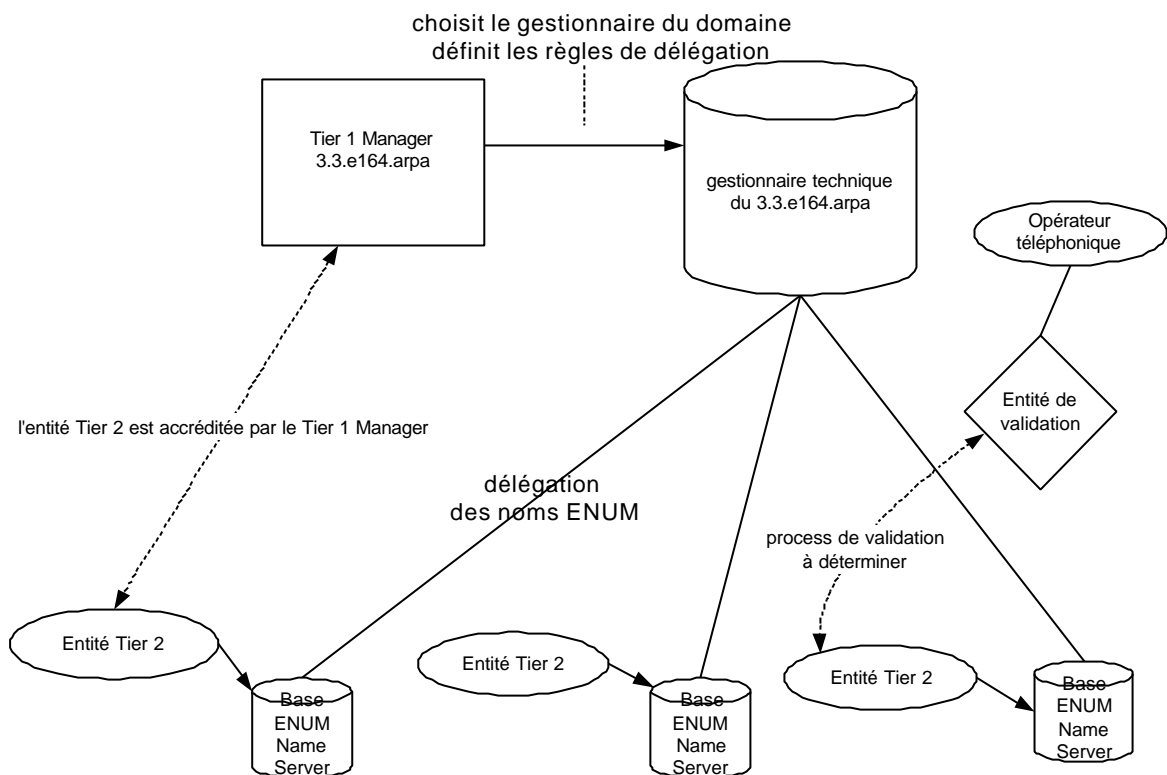 choisit le gestionnaire du domaine
définit les règles de délégation
Tier 1 Manager
3.3.e164.arpa
gestionnaire technique
du 3.3.e164.arpa
Opérateur
téléphonique
Entité de
validation
l'entité Tier 2 est accréditée par le Tier 1 Manager
délégation
des noms ENUM
process de validation
à déterminer
Entité Tier 2
Base
ENUM
Name
Server
Entité Tier 2
Base
ENUM
Name
Server
Entité Tier 2
Base
ENUM
Name
Server